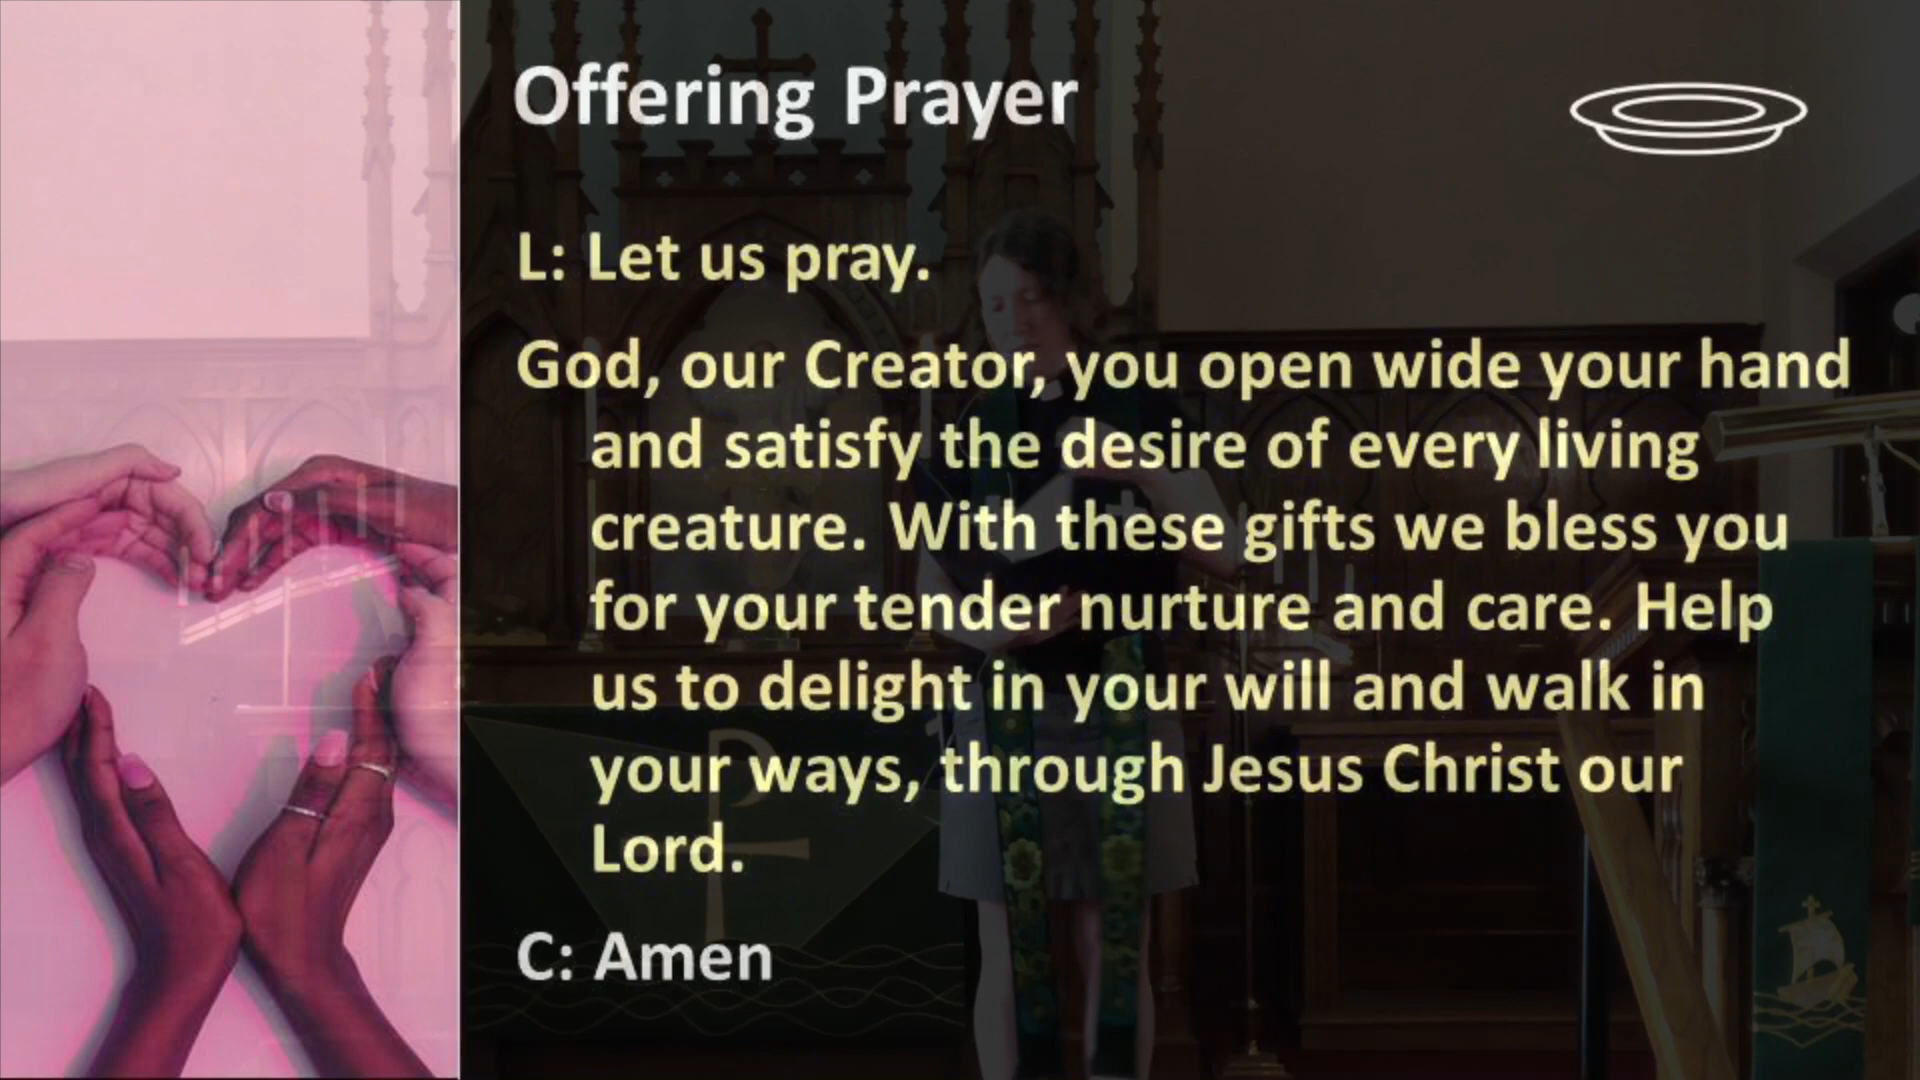 Offering Prayer
L: Let us pray.
God, our Creator, you open wide your hand
and satisfy the desire of every living
creature. With these gifts we bless you
for your tender nurture and care. Help
us to delight in your will and walk in
your ways, through Jesus Christ our
Lord.
C: Amen